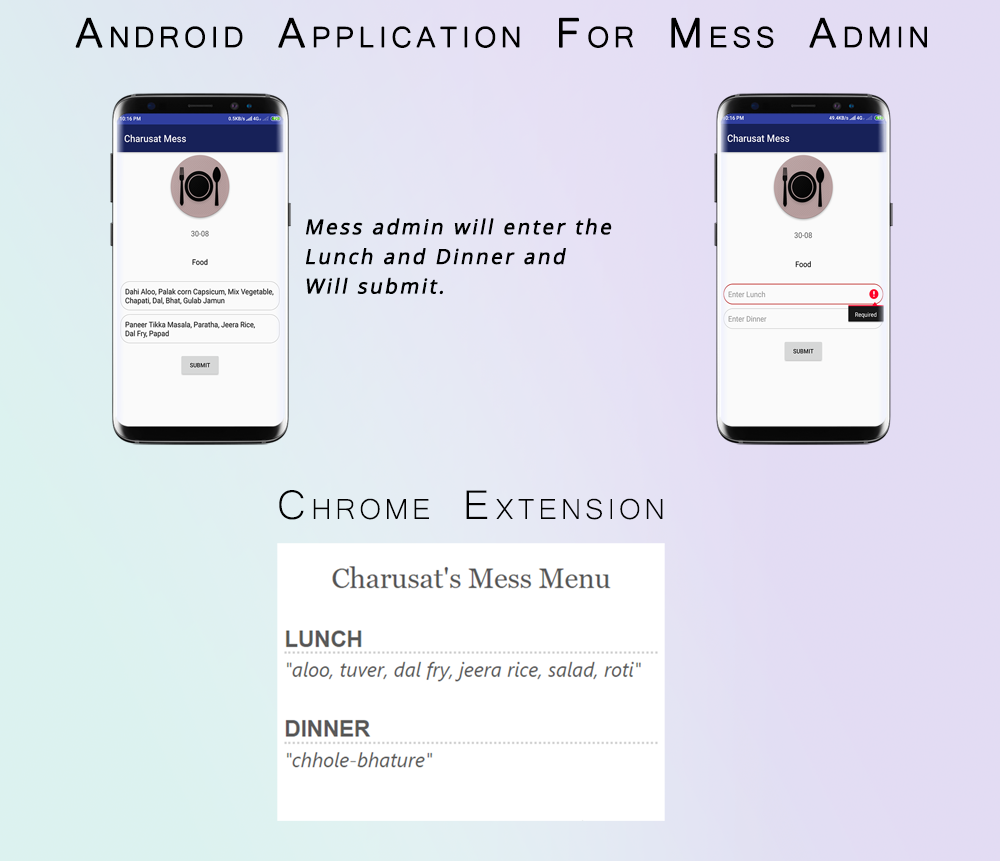 Android Application For Mess Admin
10:16 PM 0.5KB/s 4G
Charusat Mess
30-08
Food
Dahi Aloo, Palak corn Capsicum, Mix Vegetable,
Chapati, Dal, Bhat, Gulab Jamun
Paneer Tikka Masala, Paratha, Jeera Rice,
Dal Fry, Papad
SUBMIT
Mess admin will enter the
Lunch and Dinner and
Will submit.
10:16 PM 49.4KB/s 4G
Charusat Mess
30-08
Food
Enter Lunch
Required
Enter Dinner
SUBMIT
Chrome Extension
Charusat's Mess Menu
LUNCH
"aloo, tuver, dal fry, jeera rice, salad, roti"
DINNER
"chhole-bhature"